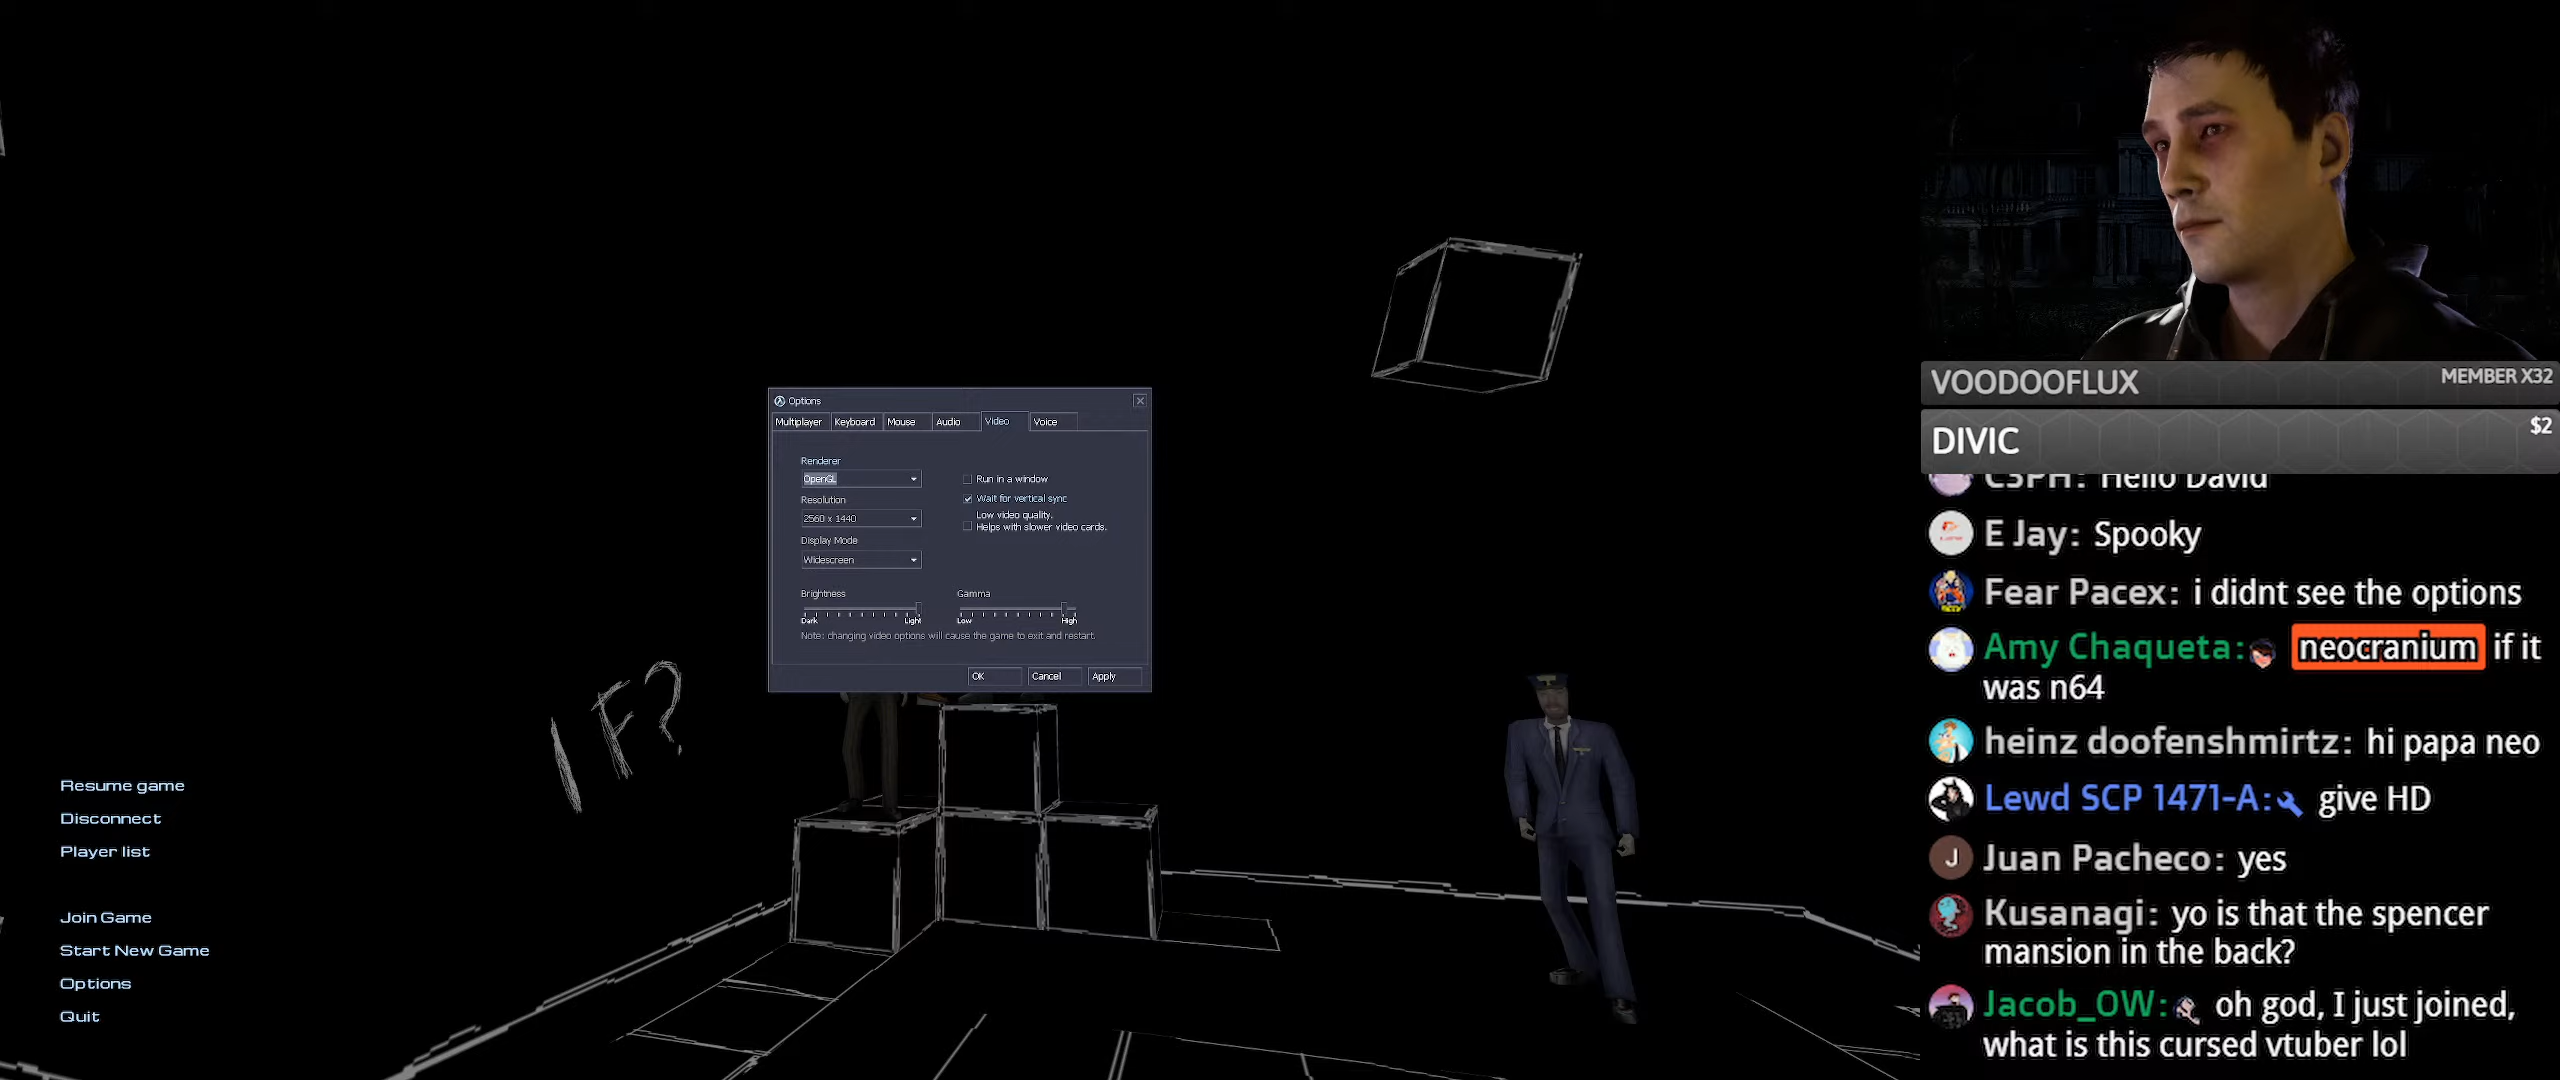 IF?
Options
Multiplayer Keyboard Mouse Audio Video Voice
Renderer
OpenGL
Resolution
2560 x 1440
Display Mode
Widescreen
Run in a window
Wait for vertical sync
Low video quality.
Helps with slower video cards.
Brightness
Dark Light
Gamma
Low High
Note: changing video options will cause the game to exit and restart.
OK Cancel Apply
Resume game
Disconnect
Player list
Join Game
Start New Game
Options
Quit
VOODOOFLUX MEMBER X32
DIVIC $2
CSPH: Hello David
E Jay: Spooky
Fear Pacex: i didnt see the options
Amy Chaqueta: neocranium if it
was n64
heinz doofenshmirtz: hi papa neo
Lewd SCP 1471-A: give HD
J Juan Pacheco: yes
Kusanagi: yo is that the spencer
mansion in the back?
Jacob_OW: oh god, I just joined,
what is this cursed vtuber lol